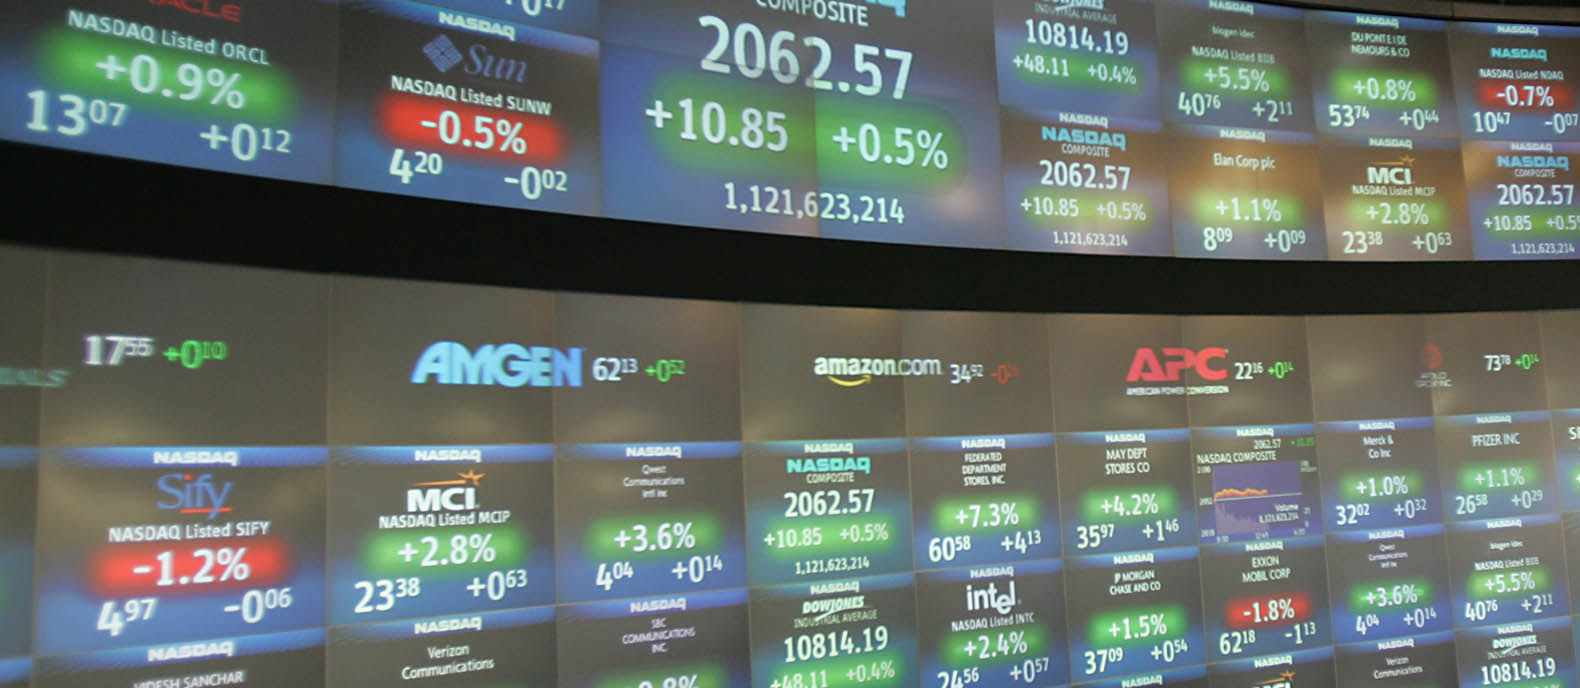 ORACLE
NASDAQ Listed ORCL
+0.9%
13 07
+0 12
NASDAQ
Sun
NASDAQ Listed SUNW
-0.5%
4 20
-0 02
COMPOSITE
2062.57
+10.85 +0.5%
1,121,623,214
DOWJONES
INDUSTRIAL AVERAGE
10814.19
+48.11 +0.4%
NASDAQ
NASDAQ
COMPOSITE
2062.57
+10.85 +0.5%
1,121,623,214
NASDAQ
biogen idec
NASDAQ Listed BIIB
+5.5%
40 76 +2 11
NASDAQ
Elan Corp plc
+1.1%
8 09 +0 09
NASDAQ
DU PONT E I DE
NEMOURS & CO
+0.8%
53 74 +0 44
NASDAQ
MCI
NASDAQ Listed MCIP
+2.8%
23 38 +0 63
NASDAQ
NASDAQ
NASDAQ Listed NDAQ
-0.7%
10 47 -0 07
NASDAQ
NASDAQ
COMPOSITE
2062.57
+10.85 +0.5
1,121,623,214
17 55 +0 10
AMGEN 62 13 +0 52
amazon.com 34 92
APC 22 16 +0 14
AMERICAN POWER CONVERSION
73 78 +0 14
NASDAQ
Sify
NASDAQ Listed SIFY
-1.2%
4 97 -0 06
NASDAQ
VIDESH SANCHAR
NASDAQ
MCI
NASDAQ Listed MCIP
+2.8%
23 38 +0 63
NASDAQ
Verizon
Communications
NASDAQ
Qwest
Communications
Intl Inc
+3.6%
4 04 +0 14
NASDAQ
SBC
COMMUNICATIONS
INC
NASDAQ
NASDAQ
COMPOSITE
2062.57
+10.85 +0.5%
1,121,623,214
NASDAQ
DOWJONES
INDUSTRIAL AVERAGE
10814.19
+48.11 +0.4%
NASDAQ
FEDERATED
DEPARTMENT
STORES, INC.
+7.3%
60 58 +4 13
NASDAQ
intel
NASDAQ Listed INTC
+2.4%
24 56 +0 57
NASDAQ
MAY DEPT
STORES CO
+4.2%
35 97 +1 46
NASDAQ
JP MORGAN
CHASE AND CO
+1.5%
37 09 +0 54
NASDAQ
NASDAQ
2062.57 +10.85
NASDAQ COMPOSITE
Volume
1,121,623,214
NASDAQ
EXXON
MOBIL CORP
-1.8%
62 18 -1 13
NASDAQ
MCI
NASDAQ
Merck &
Co Inc
+1.0%
32 02 +0 32
NASDAQ
Qwest
Communications
Intl Inc
+3.6%
4 04 +0 14
NASDAQ
Verizon
Communications
NASDAQ
PFIZER INC
+1.1%
26 58 +0 29
NASDAQ
biogen idec
NASDAQ Listed BIIB
+5.5%
40 76 +2 11
NASDAQ
DOWJONES
INDUSTRIAL AVERAGE
10814.19